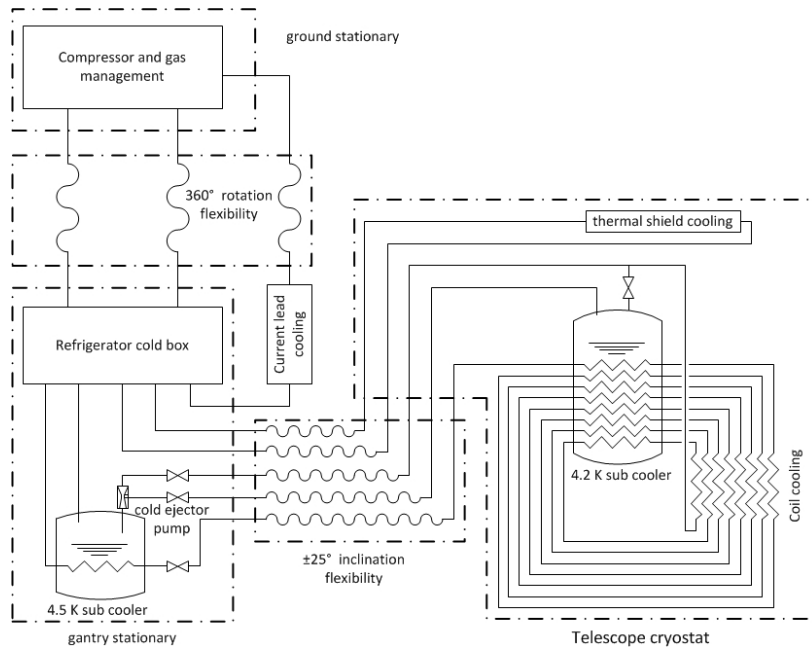 ground stationary
Compressor and gas
management
360° rotation
flexibility
thermal shield cooling
Current lead
cooling
Refrigerator cold box
4.2 K sub cooler
Coil cooling
cold ejector
pump
±25° inclination
flexibility
4.5 K sub cooler
gantry stationary
Telescope cryostat